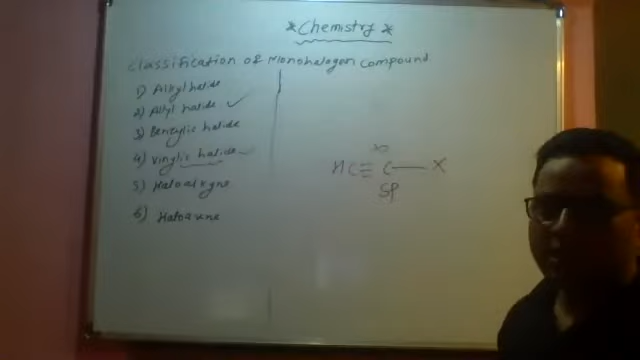 *Chemistry*
Classification of Monohalogen Compound
1) Alkyl halide
2) Allyl halide ✓
3) Benzylic halide
4) Vinylic halide
5) Haloalkyne
6) Haloarene
HC≡C—X
SP